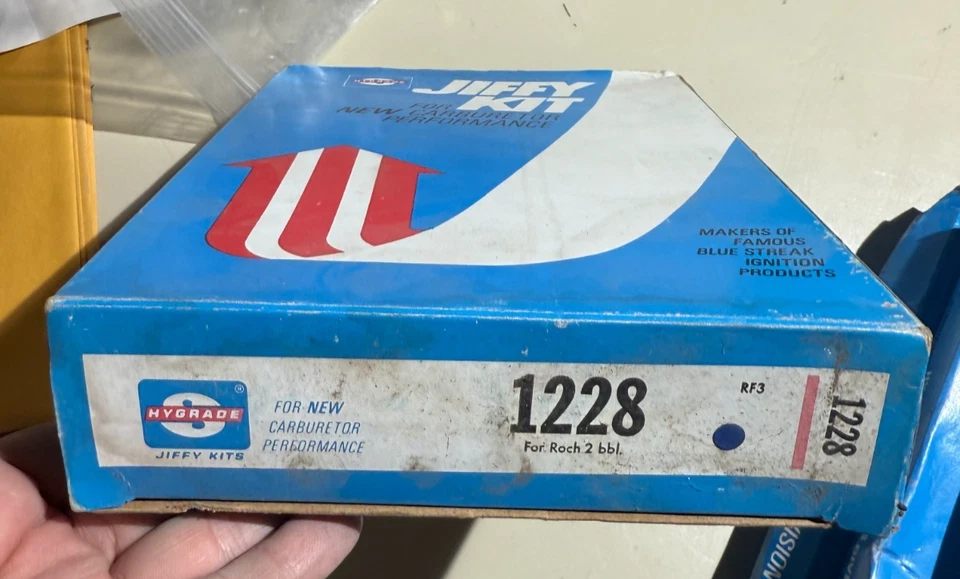 JIFFY
KIT
FOR
NEW CARBURETOR
PERFORMANCE
MAKERS OF
FAMOUS
BLUE STREAK
IGNITION
PRODUCTS
HYGRADE
®
JIFFY KITS
FOR NEW
CARBURETOR
PERFORMANCE
1228
For Roch 2 bbl.
RF3
1228
VISION